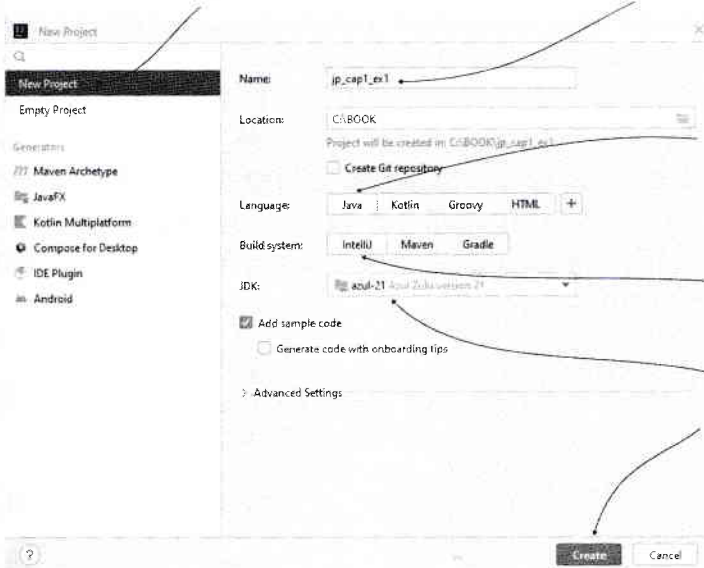 New Project
New Project
Empty Project
Generators
Maven Archetype
JavaFX
Kotlin Multiplatform
Compose for Desktop
IDE Plugin
Android
Name: jp_cap1_ex1
Location: C:\BOOK
Project will be created in: C:\BOOK\jp_cap1_ex1
Create Git repository
Language: Java Kotlin Groovy HTML +
Build system: IntelliJ Maven Gradle
JDK: azul-21 Azul Zulu version 21
Add sample code
Generate code with onboarding tips
> Advanced Settings
? Create Cancel